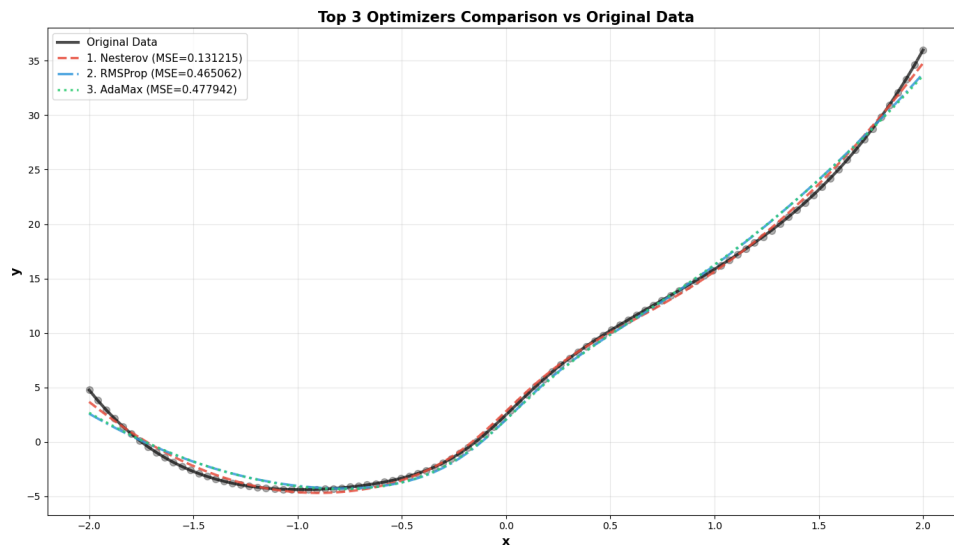 Top 3 Optimizers Comparison vs Original Data
Original Data
1. Nesterov (MSE=0.131215)
2. RMSProp (MSE=0.465062)
3. AdaMax (MSE=0.477942)
35
30
25
20
15
10
5
0
−5
y
−2.0 −1.5 −1.0 −0.5 0.0 0.5 1.0 1.5 2.0
x